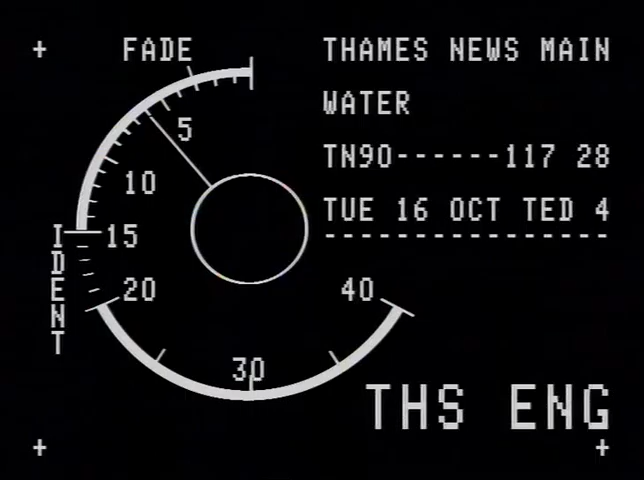 FADE
THAMES NEWS MAIN
WATER
TN90------117 28
TUE 16 OCT TED 4
----------------
5
10
15
20
30
40
IDENT
THS ENG